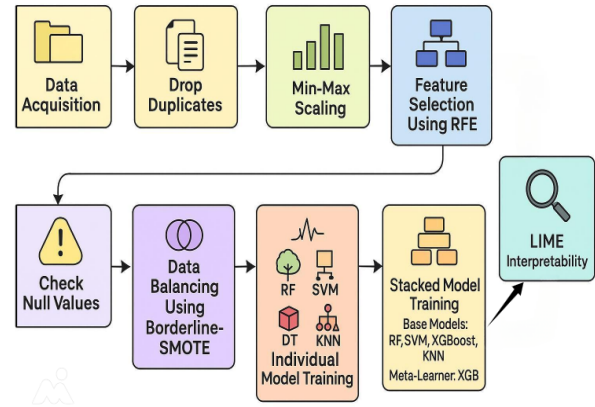 Data
Acquisition
Drop
Duplicates
Min-Max
Scaling
Feature
Selection
Using RFE
Check
Null Values
Data
Balancing
Using
Borderline-
SMOTE
RF
SVM
DT
KNN
Individual
Model Training
Stacked Model
Training
Base Models:
RF, SVM, XGBoost,
KNN
Meta-Learner: XGB
LIME
Interpretability